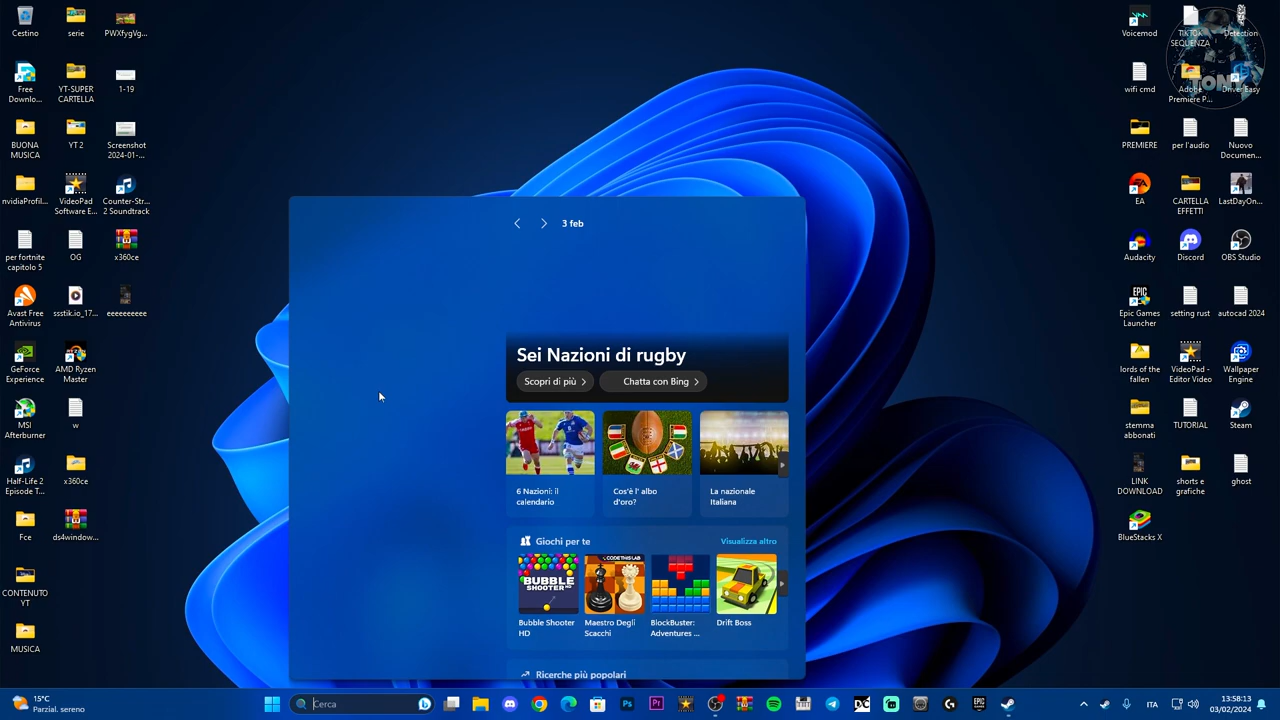 Cestino
serie
PWXfygVg...
Free
Downlo...
YT-SUPER
CARTELLA
1-19
BUONA
MUSICA
YT 2
Screenshot
2024-01-...
nvidiaProfil...
VideoPad
Software E...
Counter-Str...
2 Soundtrack
per fortnite
capitolo 5
OG
x360ce
Avast Free
Antivirus
ssstik.io_17...
eeeeeeeeee
GeForce
Experience
AMD Ryzen
Master
MSI
Afterburner
w
Half-Life 2
Episode T...
x360ce
Fce
ds4window...
CONTENUTO
YT
MUSICA
3 feb
Sei Nazioni di rugby
Scopri di più
Chatta con Bing
6 Nazioni: il
calendario
Cos'è l' albo
d'oro?
La nazionale
Italiana
Giochi per te
Visualizza altro
BUBBLE
SHOOTER HD
CODETHISLAB
Bubble Shooter
HD
Maestro Degli
Scacchi
BlockBuster:
Adventures ...
Drift Boss
Ricerche più popolari
Voicemod
TIKTOK
SEQUENZA
Detection
TONY
wifi cmd
Adobe
Premiere P...
Driver Easy
PREMIERE
per l'audio
Nuovo
Documen...
EA
CARTELLA
EFFETTI
LastDayOn...
Audacity
Discord
OBS Studio
Epic Games
Launcher
setting rust
autocad 2024
lords of the
fallen
VideoPad -
Editor Video
Wallpaper
Engine
stemma
abbonati
TUTORIAL
Steam
LINK
DOWNLOAD
shorts e
grafiche
ghost
BlueStacks X
15°C
Parzial. sereno
Cerca
ITA
13:58:13
03/02/2024